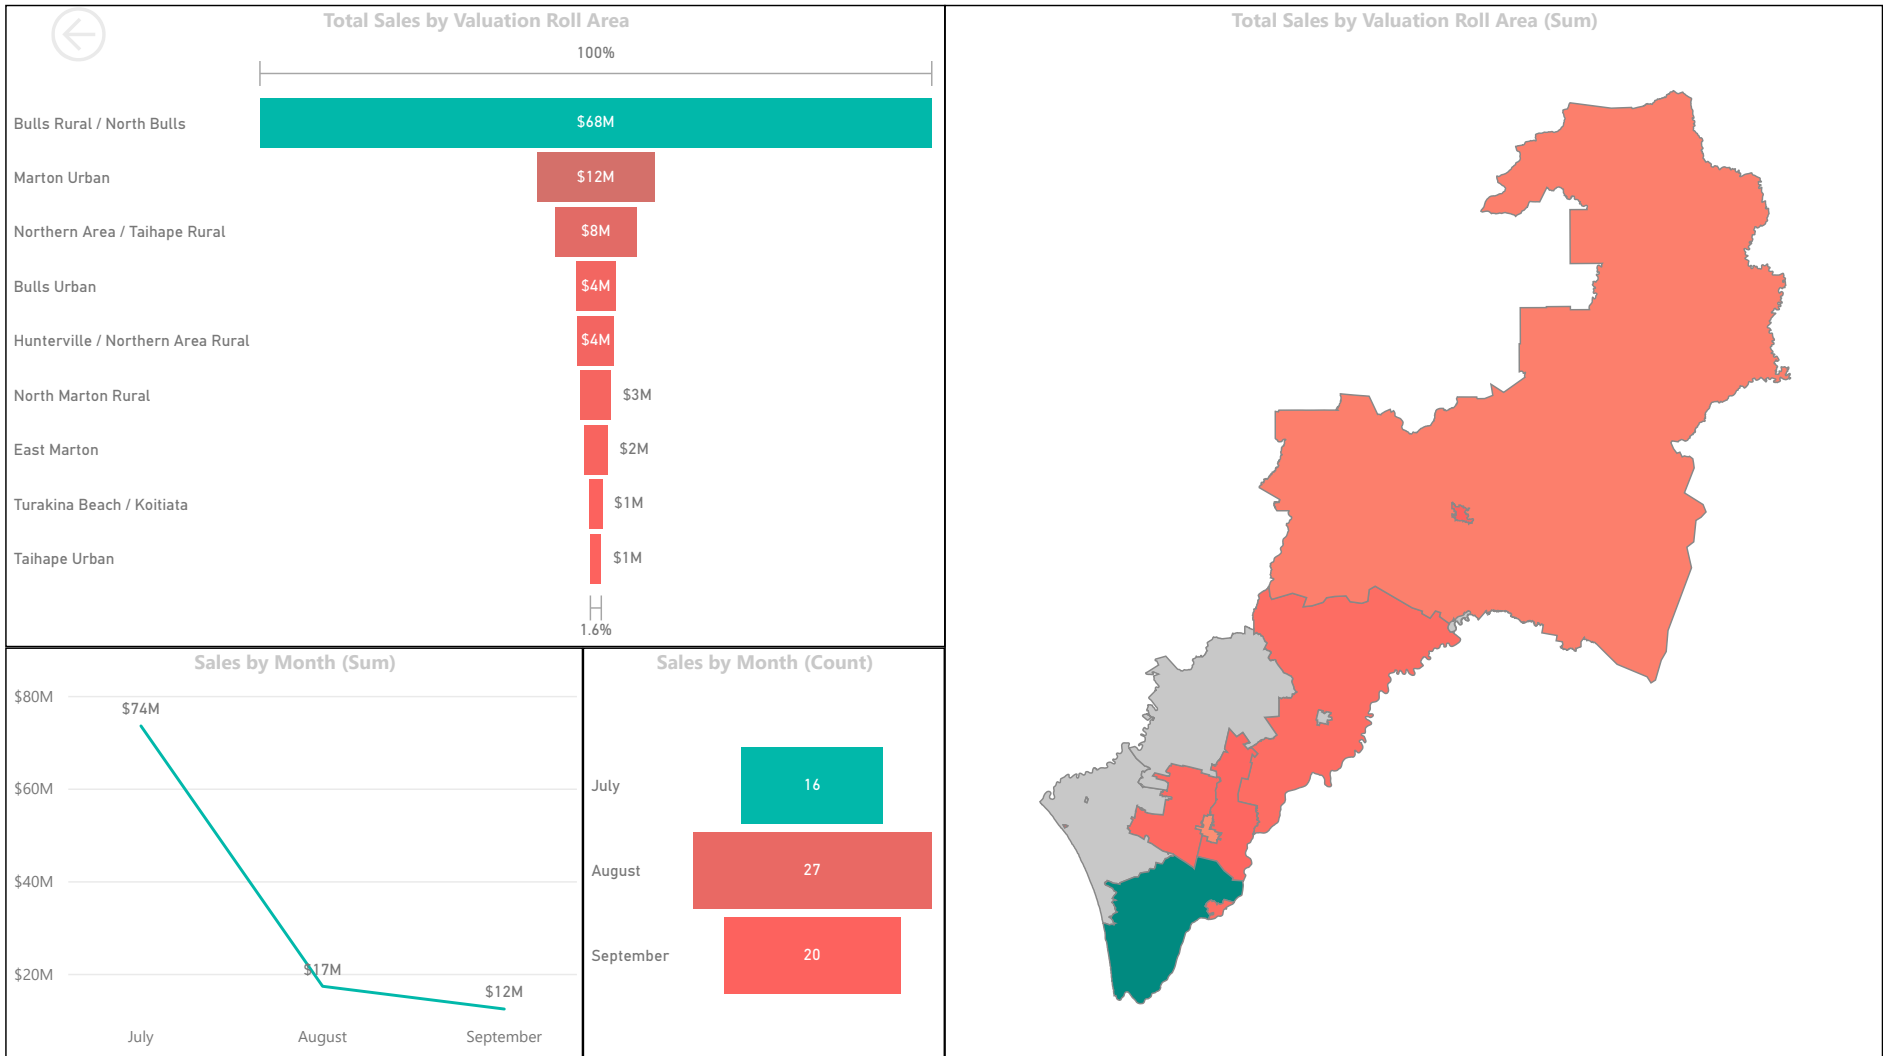 Total Sales by Valuation Roll Area
100%
Bulls Rural / North Bulls
$68M
Marton Urban
$12M
Northern Area / Taihape Rural
$8M
Bulls Urban
$4M
Hunterville / Northern Area Rural
$4M
North Marton Rural
$3M
East Marton
$2M
Turakina Beach / Koitiata
$1M
Taihape Urban
$1M
1.6%
Total Sales by Valuation Roll Area (Sum)
Sales by Month (Sum)
$80M
$60M
$40M
$20M
$74M
$17M
$12M
July
August
September
Sales by Month (Count)
July
16
August
27
September
20